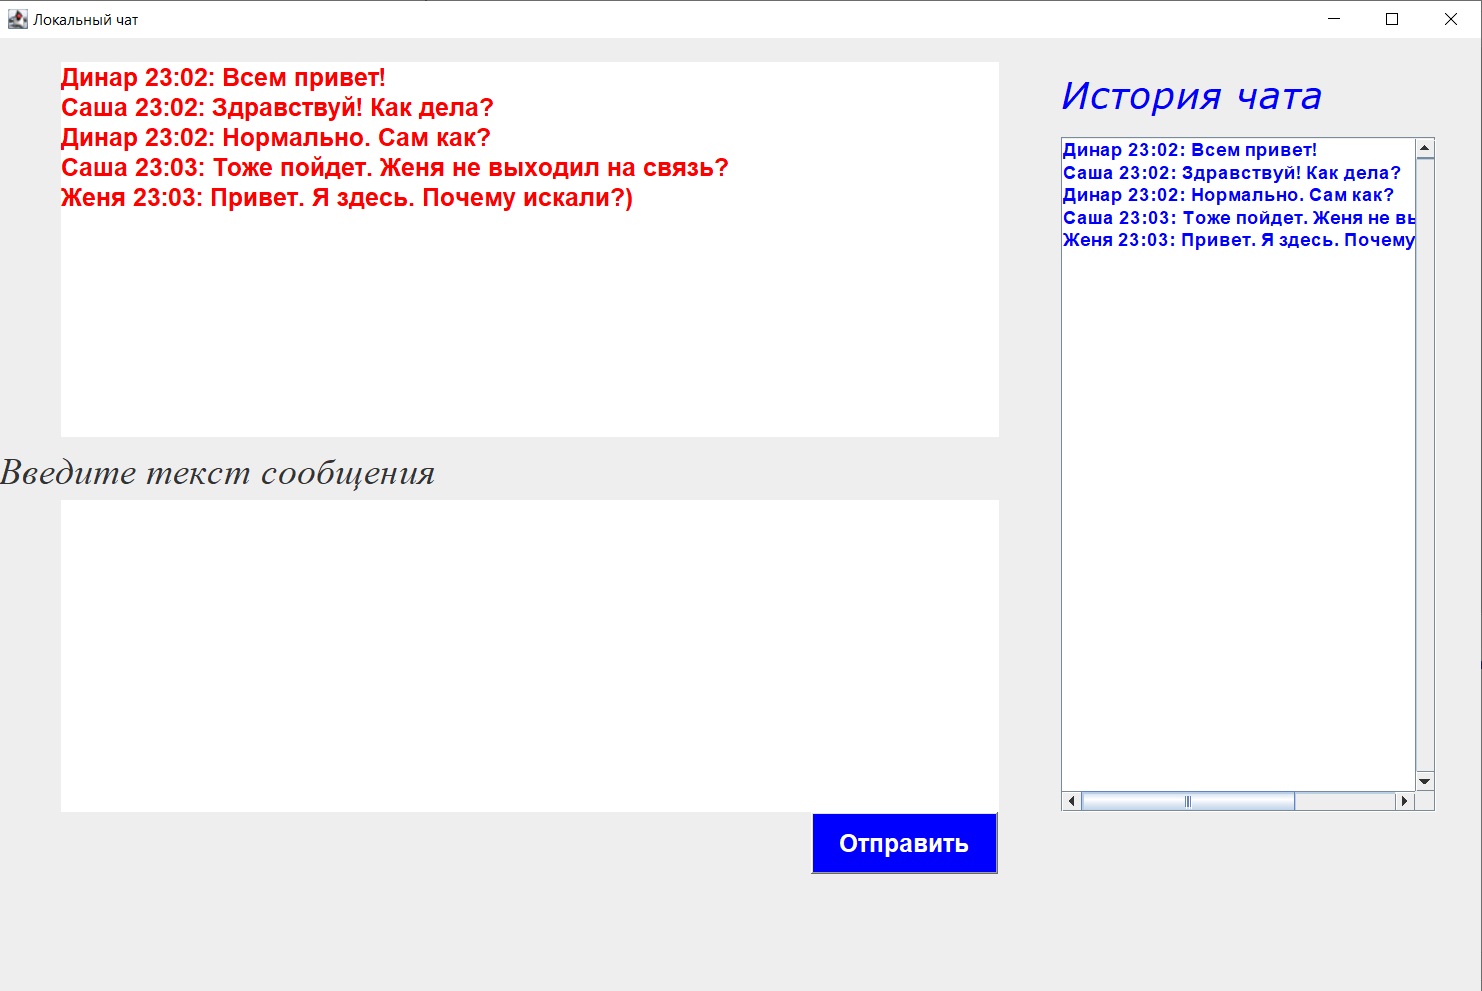 Локальный чат
Динар 23:02: Всем привет!
Саша 23:02: Здравствуй! Как дела?
Динар 23:02: Нормально. Сам как?
Саша 23:03: Тоже пойдет. Женя не выходил на связь?
Женя 23:03: Привет. Я здесь. Почему искали?)
Введите текст сообщения
Отправить
История чата
Динар 23:02: Всем привет!
Саша 23:02: Здравствуй! Как дела?
Динар 23:02: Нормально. Сам как?
Саша 23:03: Тоже пойдет. Женя не вы
Женя 23:03: Привет. Я здесь. Почему